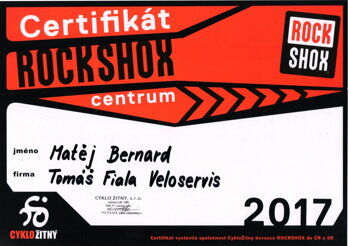 Certifikát
ROCKSHOX
centrum
ROCK
SHOX
jméno Matěj Bernard
firma Tomáš Fiala Veloservis
CYKLO ŽITNÝ, s.r.o.
CYKLOŽITNÝ
2017
Certifikát vystavila společnost CykloŽitný dovozce ROCKSHOX do ČR a SR